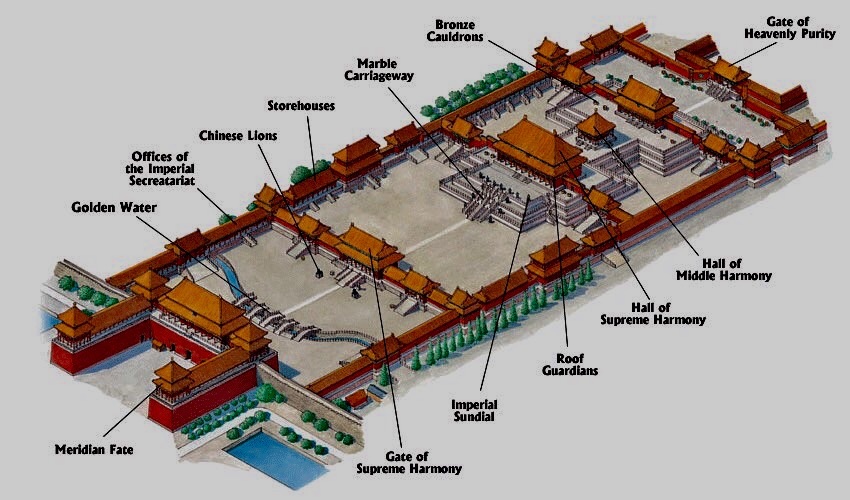 Bronze
Cauldrons
Gate of
Heavenly Purity
Marble
Carriageway
Storehouses
Chinese Lions
Offices of
the Imperial
Secreatariat
Golden Water
Hall of
Middle Harmony
Hall of
Supreme Harmony
Roof
Guardians
Imperial
Sundial
Meridian Fate
Gate of
Supreme Harmony